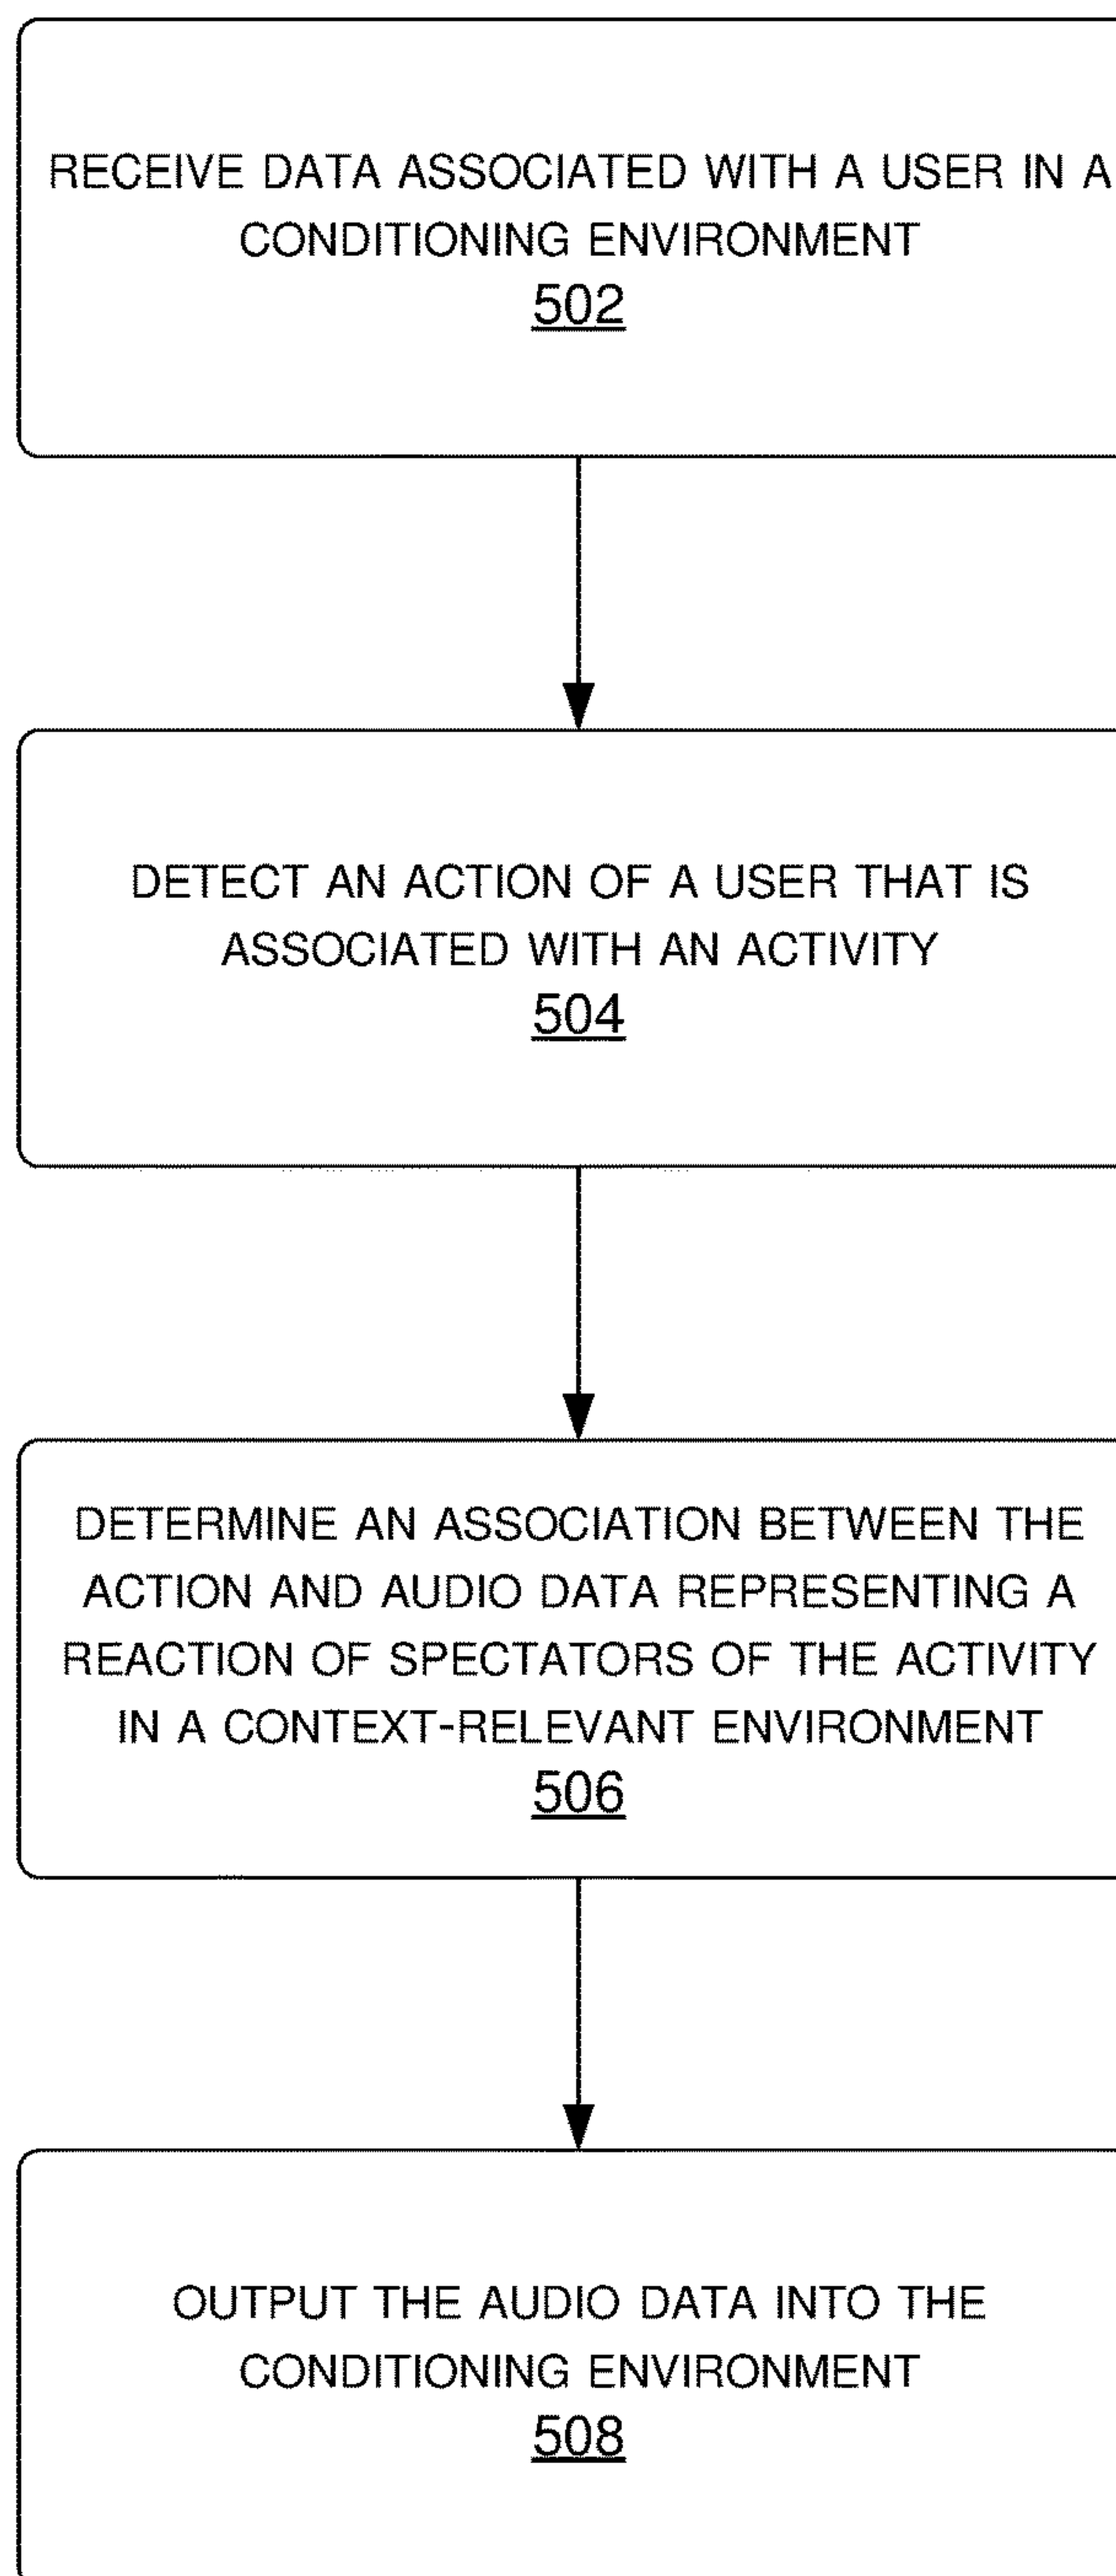 RECEIVE DATA ASSOCIATED WITH A USER IN A
CONDITIONING ENVIRONMENT
502
DETECT AN ACTION OF A USER THAT IS
ASSOCIATED WITH AN ACTIVITY
504
DETERMINE AN ASSOCIATION BETWEEN THE
ACTION AND AUDIO DATA REPRESENTING A
REACTION OF SPECTATORS OF THE ACTIVITY
IN A CONTEXT-RELEVANT ENVIRONMENT
506
OUTPUT THE AUDIO DATA INTO THE
CONDITIONING ENVIRONMENT
508